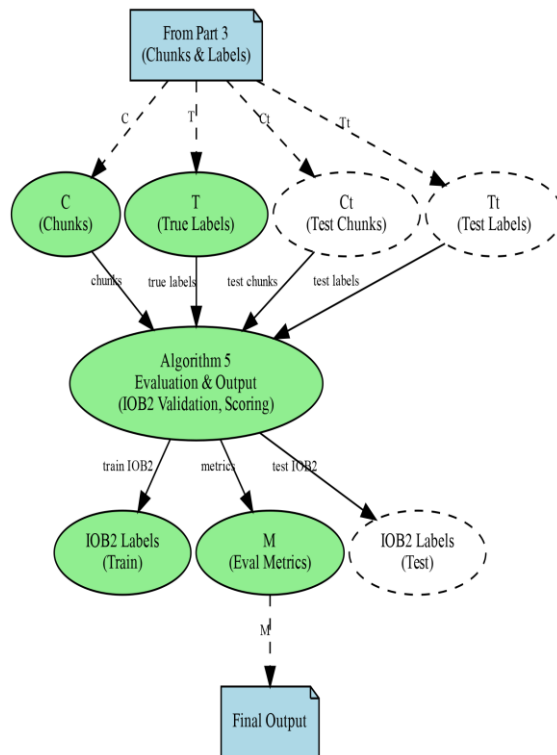 From Part 3
(Chunks & Labels)
C
T
Ct
Tt
C
(Chunks)
T
(True Labels)
Ct
(Test Chunks)
Tt
(Test Labels)
chunks
true labels
test chunks
test labels
Algorithm 5
Evaluation & Output
(IOB2 Validation, Scoring)
train IOB2
metrics
test IOB2
IOB2 Labels
(Train)
M
(Eval Metrics)
IOB2 Labels
(Test)
M
Final Output